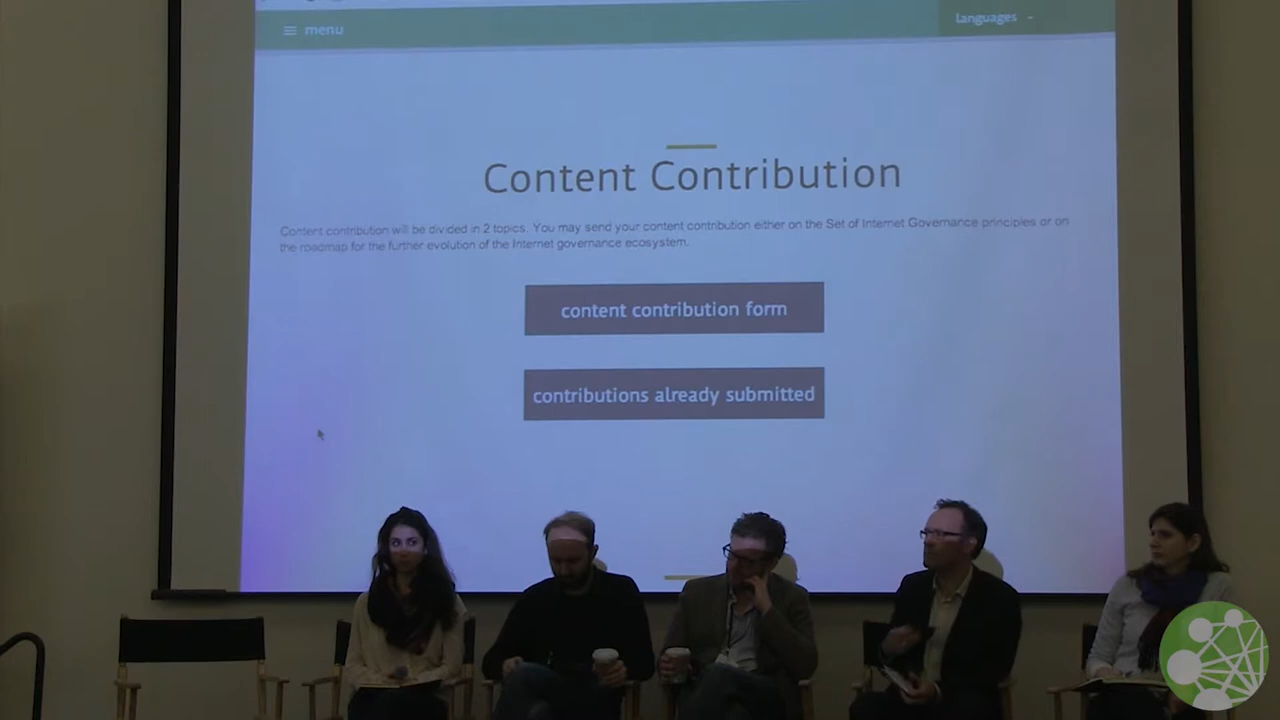 menu
languages
Content Contribution
Content contribution will be divided in 2 topics. You may send your content contribution either on the Set of Internet Governance principles or on
the roadmap for the further evolution of the Internet governance ecosystem.
content contribution form
contributions already submitted